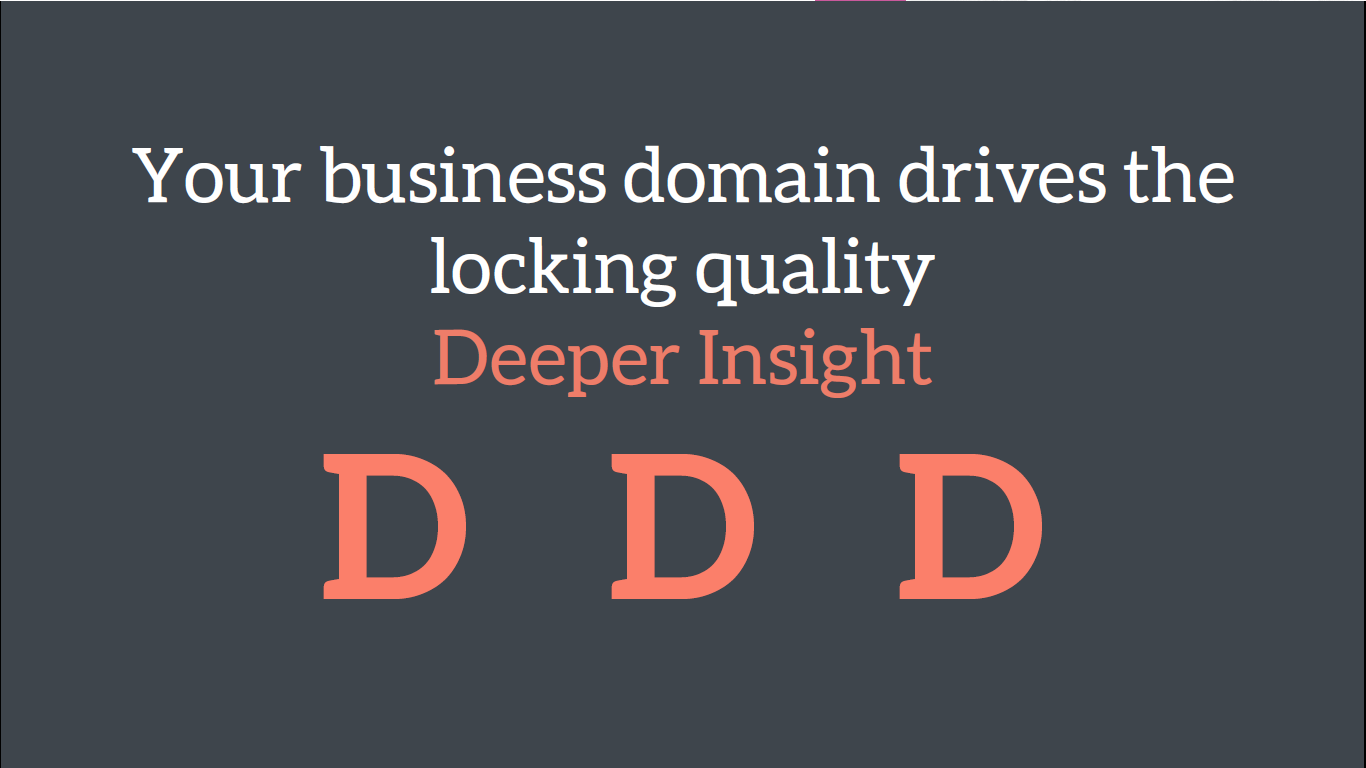 Your business domain drives the
locking quality
Deeper Insight
D D D